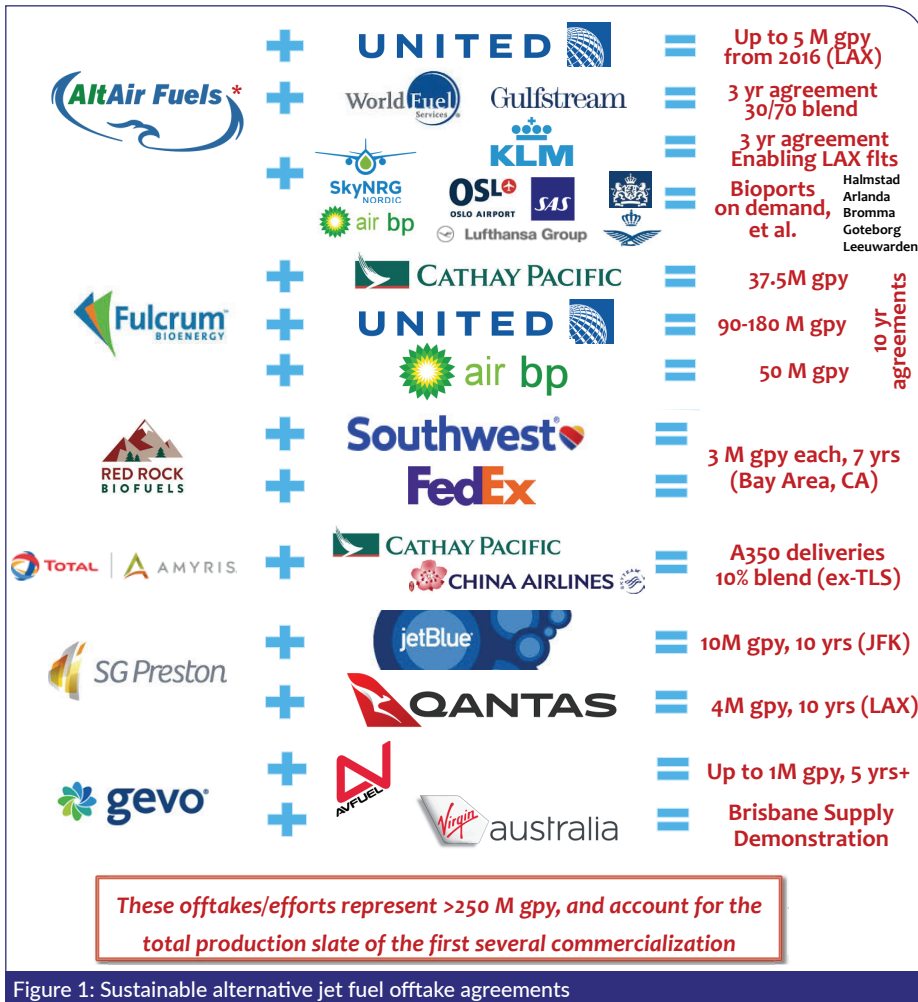 UNITED
Up to 5 M gpy
from 2016 (LAX)
AltAir Fuels *
World Fuel
Services
Gulfstream
3 yr agreement
30/70 blend
KLM
3 yr agreement
Enabling LAX flts
SkyNRG
NORDIC
OSL
OSLO AIRPORT
SAS
air bp
Lufthansa Group
Bioports
on demand,
et al.
Halmstad
Arlanda
Bromma
Goteborg
Leeuwarden
Fulcrum™
BIOENERGY
CATHAY PACIFIC
37.5M gpy
UNITED
90-180 M gpy
air bp
50 M gpy
10 yr
agreements
RED ROCK
BIOFUELS
Southwest®
FedEx
3 M gpy each, 7 yrs
(Bay Area, CA)
TOTAL
AMYRIS
CATHAY PACIFIC
CHINA AIRLINES
A350 deliveries
10% blend (ex-TLS)
SG Preston
jetBlue
10M gpy, 10 yrs (JFK)
QANTAS
4M gpy, 10 yrs (LAX)
gevo®
AVFUEL
Up to 1M gpy, 5 yrs+
Virgin
australia
Brisbane Supply
Demonstration
These offtakes/efforts represent >250 M gpy, and account for the
total production slate of the first several commercialization
Figure 1: Sustainable alternative jet fuel offtake agreements